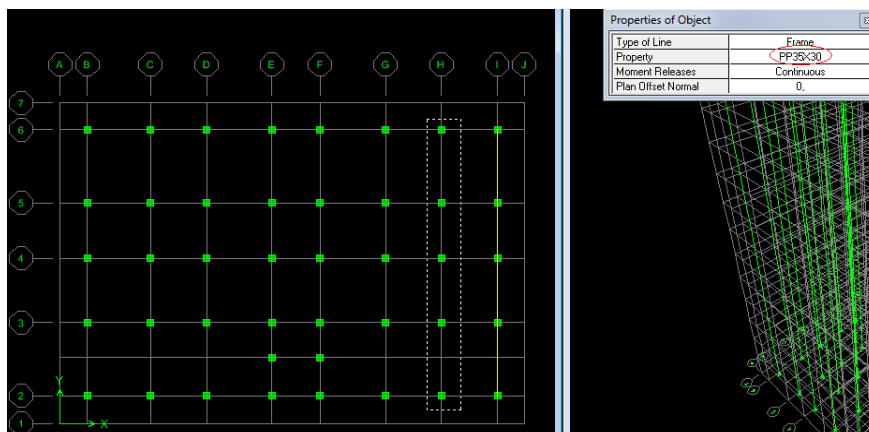 Properties of Object
Type of Line Frame
Property PP35X30
Moment Releases Continuous
Plan Offset Normal 0,
A B C D E F G H I J
7
6
5
4
3
2
1
Y
X